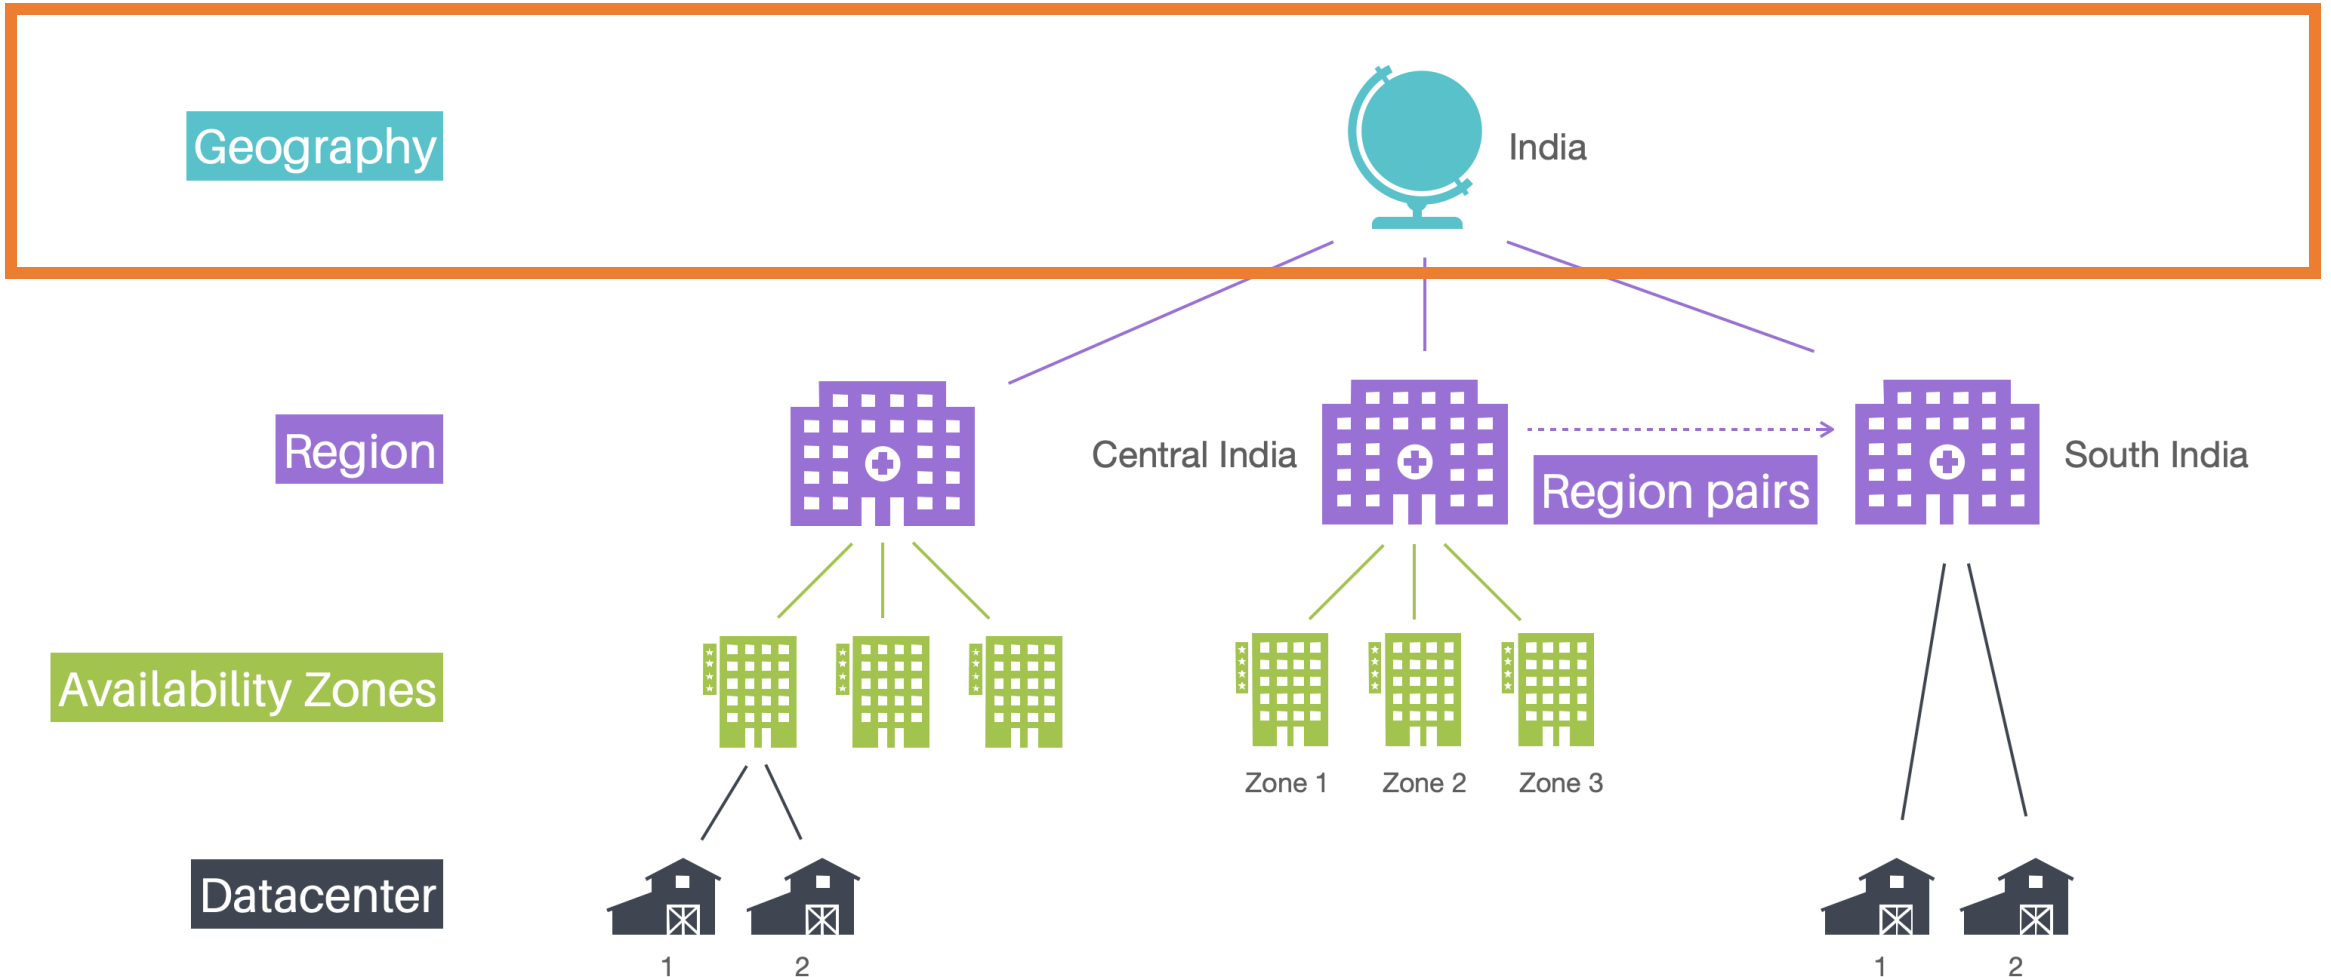 Geography
India
Region
Central India
Region pairs
South India
Availability Zones
Zone 1
Zone 2
Zone 3
Datacenter
1
2
1
2